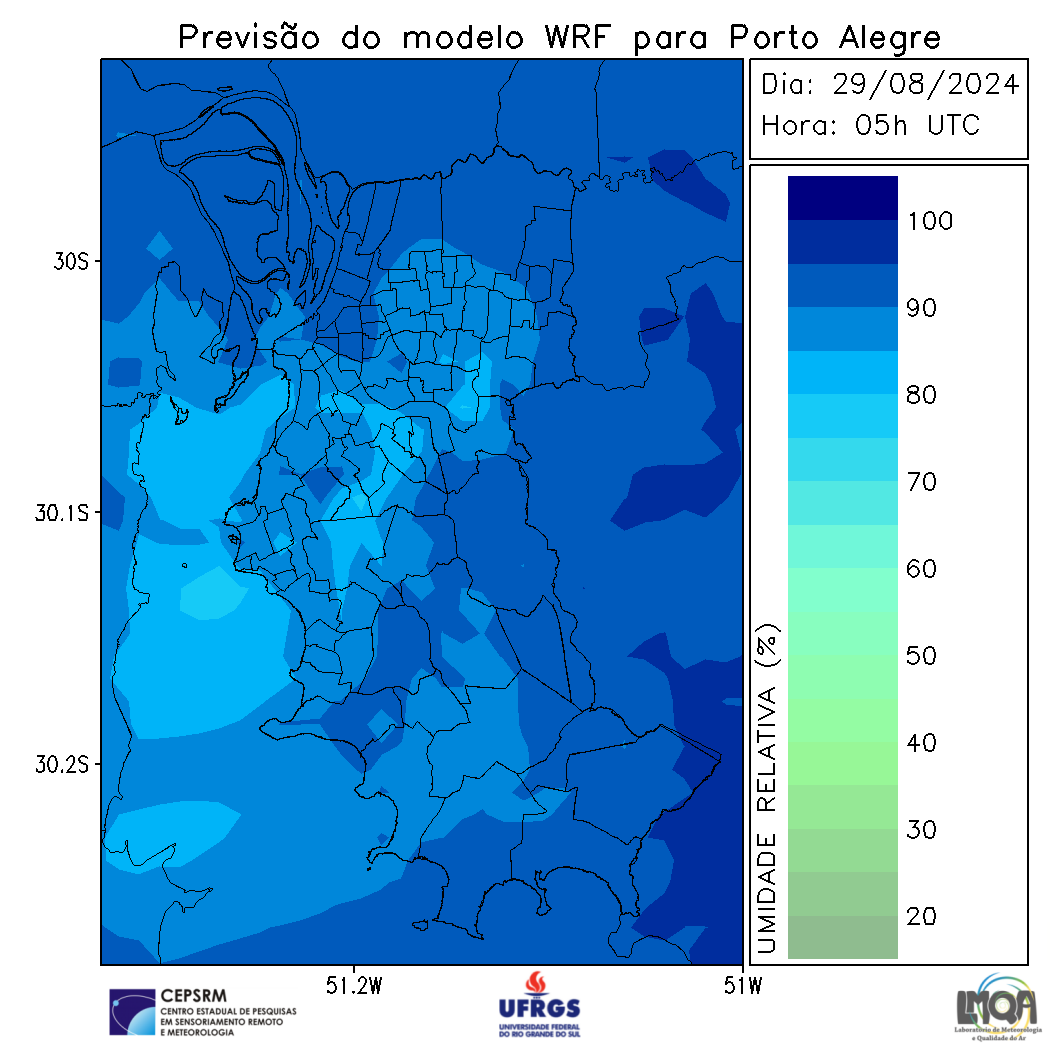 Previsão do modelo WRF para Porto Alegre
Dia: 29/08/2024
Hora: 05h UTC
30S
30.1S
30.2S
51.2W
51W
UMIDADE RELATIVA (%)
100
90
80
70
60
50
40
30
20
CEPSRM
CENTRO ESTADUAL DE PESQUISAS
EM SENSORIAMENTO REMOTO
E METEOROLOGIA
UFRGS
UNIVERSIDADE FEDERAL
DO RIO GRANDE DO SUL
LMQA
Laboratório de Meteorologia
e Qualidade do Ar